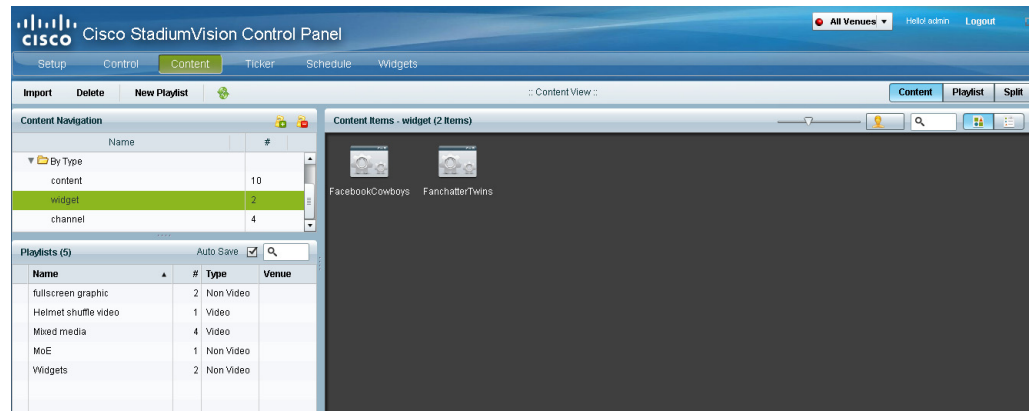 CISCO Cisco StadiumVision Control Panel
All Venues
Hello! admin
Logout
Setup Control Content Ticker Schedule Widgets
Import Delete New Playlist
:: Content View ::
Content Playlist Split
Content Navigation
Name #
By Type
content 10
widget 2
channel 4
Content Items - widget (2 Items)
FacebookCowboys FanchatterTwins
Playlists (5) Auto Save
Name # Type Venue
fullscreen graphic 2 Non Video
Helmet shuffle video 1 Video
Mixed media 4 Video
MoE 1 Non Video
Widgets 2 Non Video